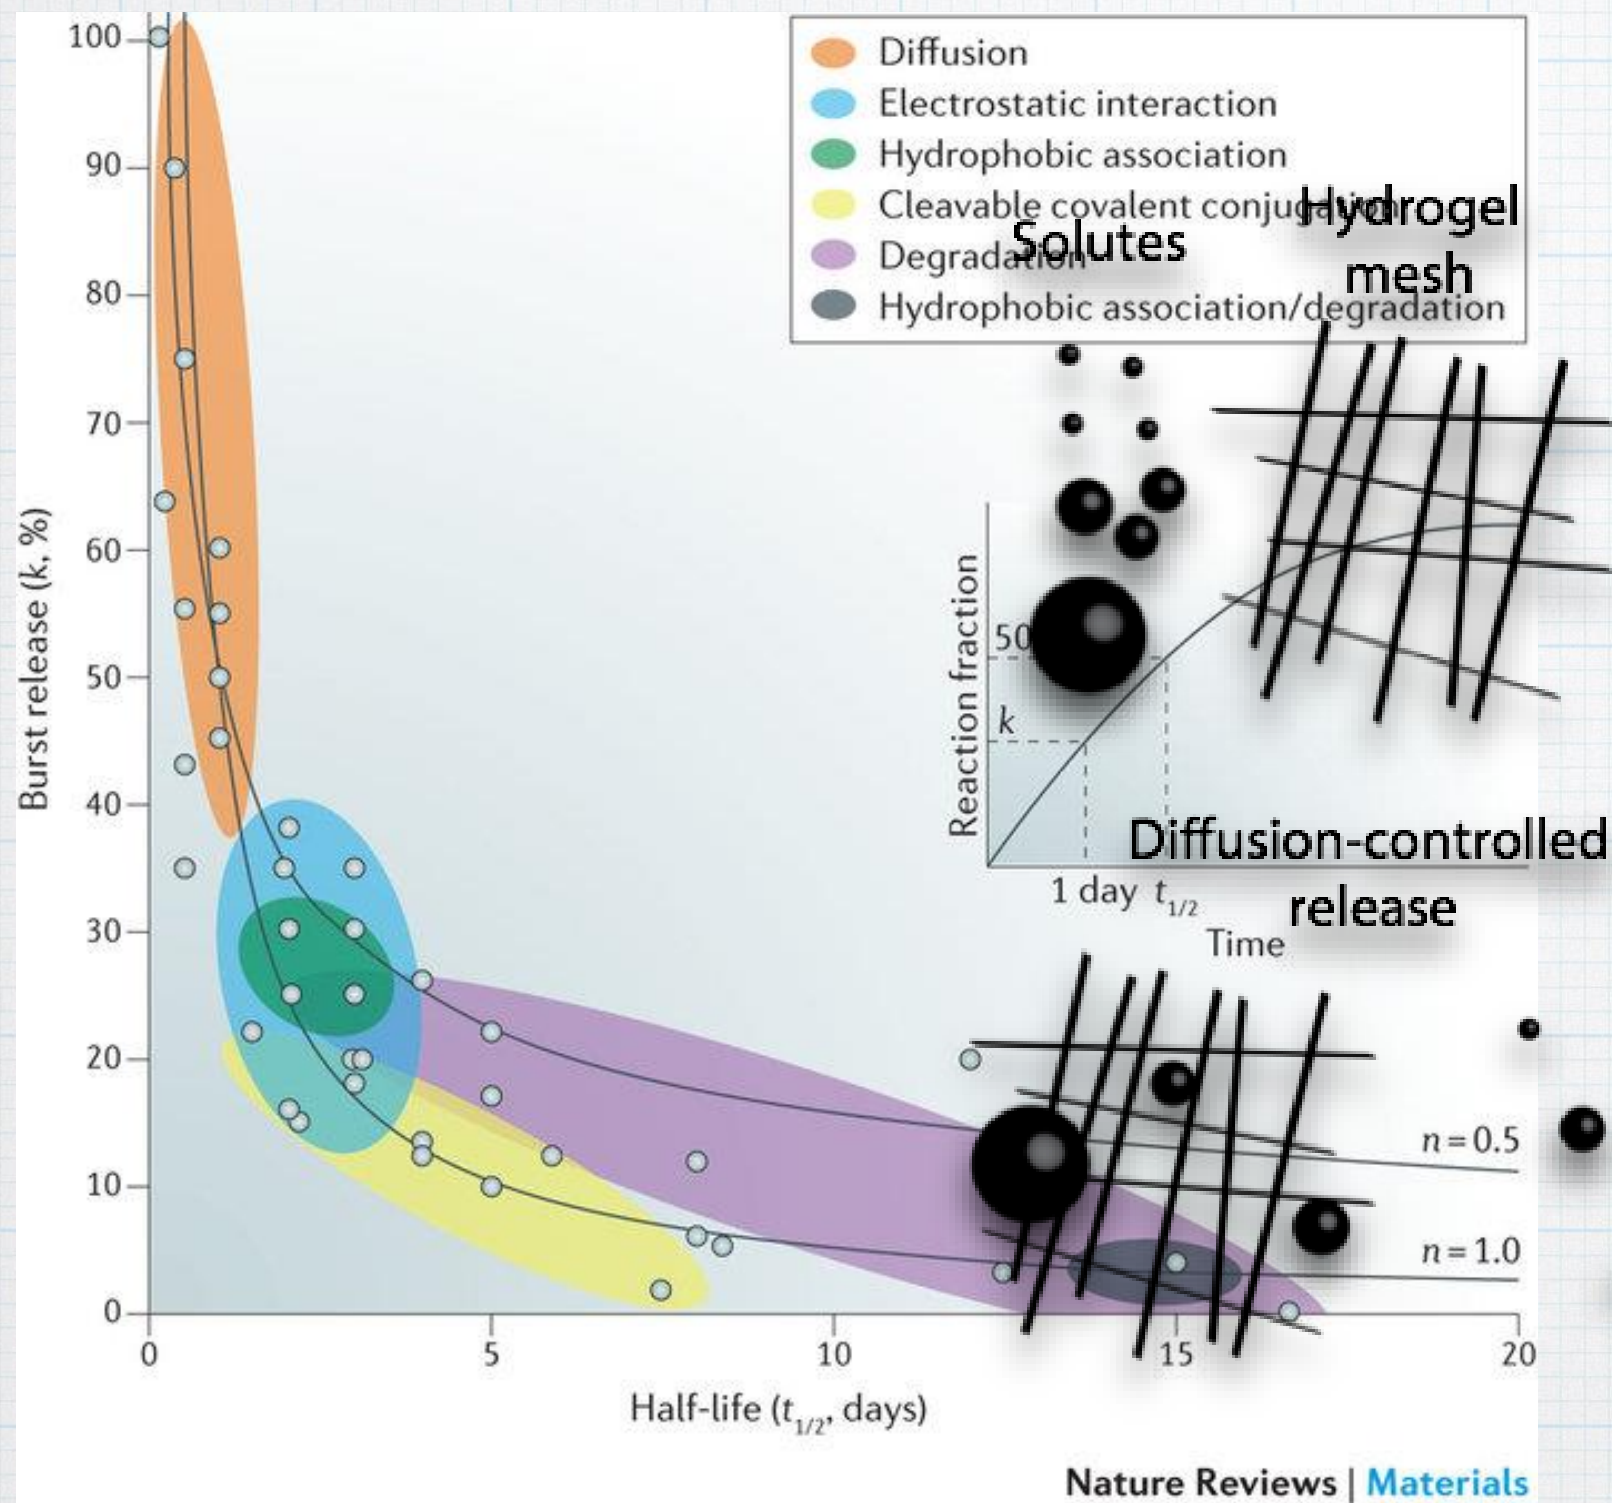 100
90
80
70
60
50
40
30
20
10
0
Burst release (k, %)
0
5
10
15
20
Half-life (t1/2, days)
Diffusion
Electrostatic interaction
Hydrophobic association
Cleavable covalent conjugation
Degradation
Hydrophobic association/degradation
Solutes
Hydrogel
mesh
Reaction fraction
50
k
1 day t1/2
Time
Diffusion-controlled
release
n = 0.5
n = 1.0
Nature Reviews | Materials